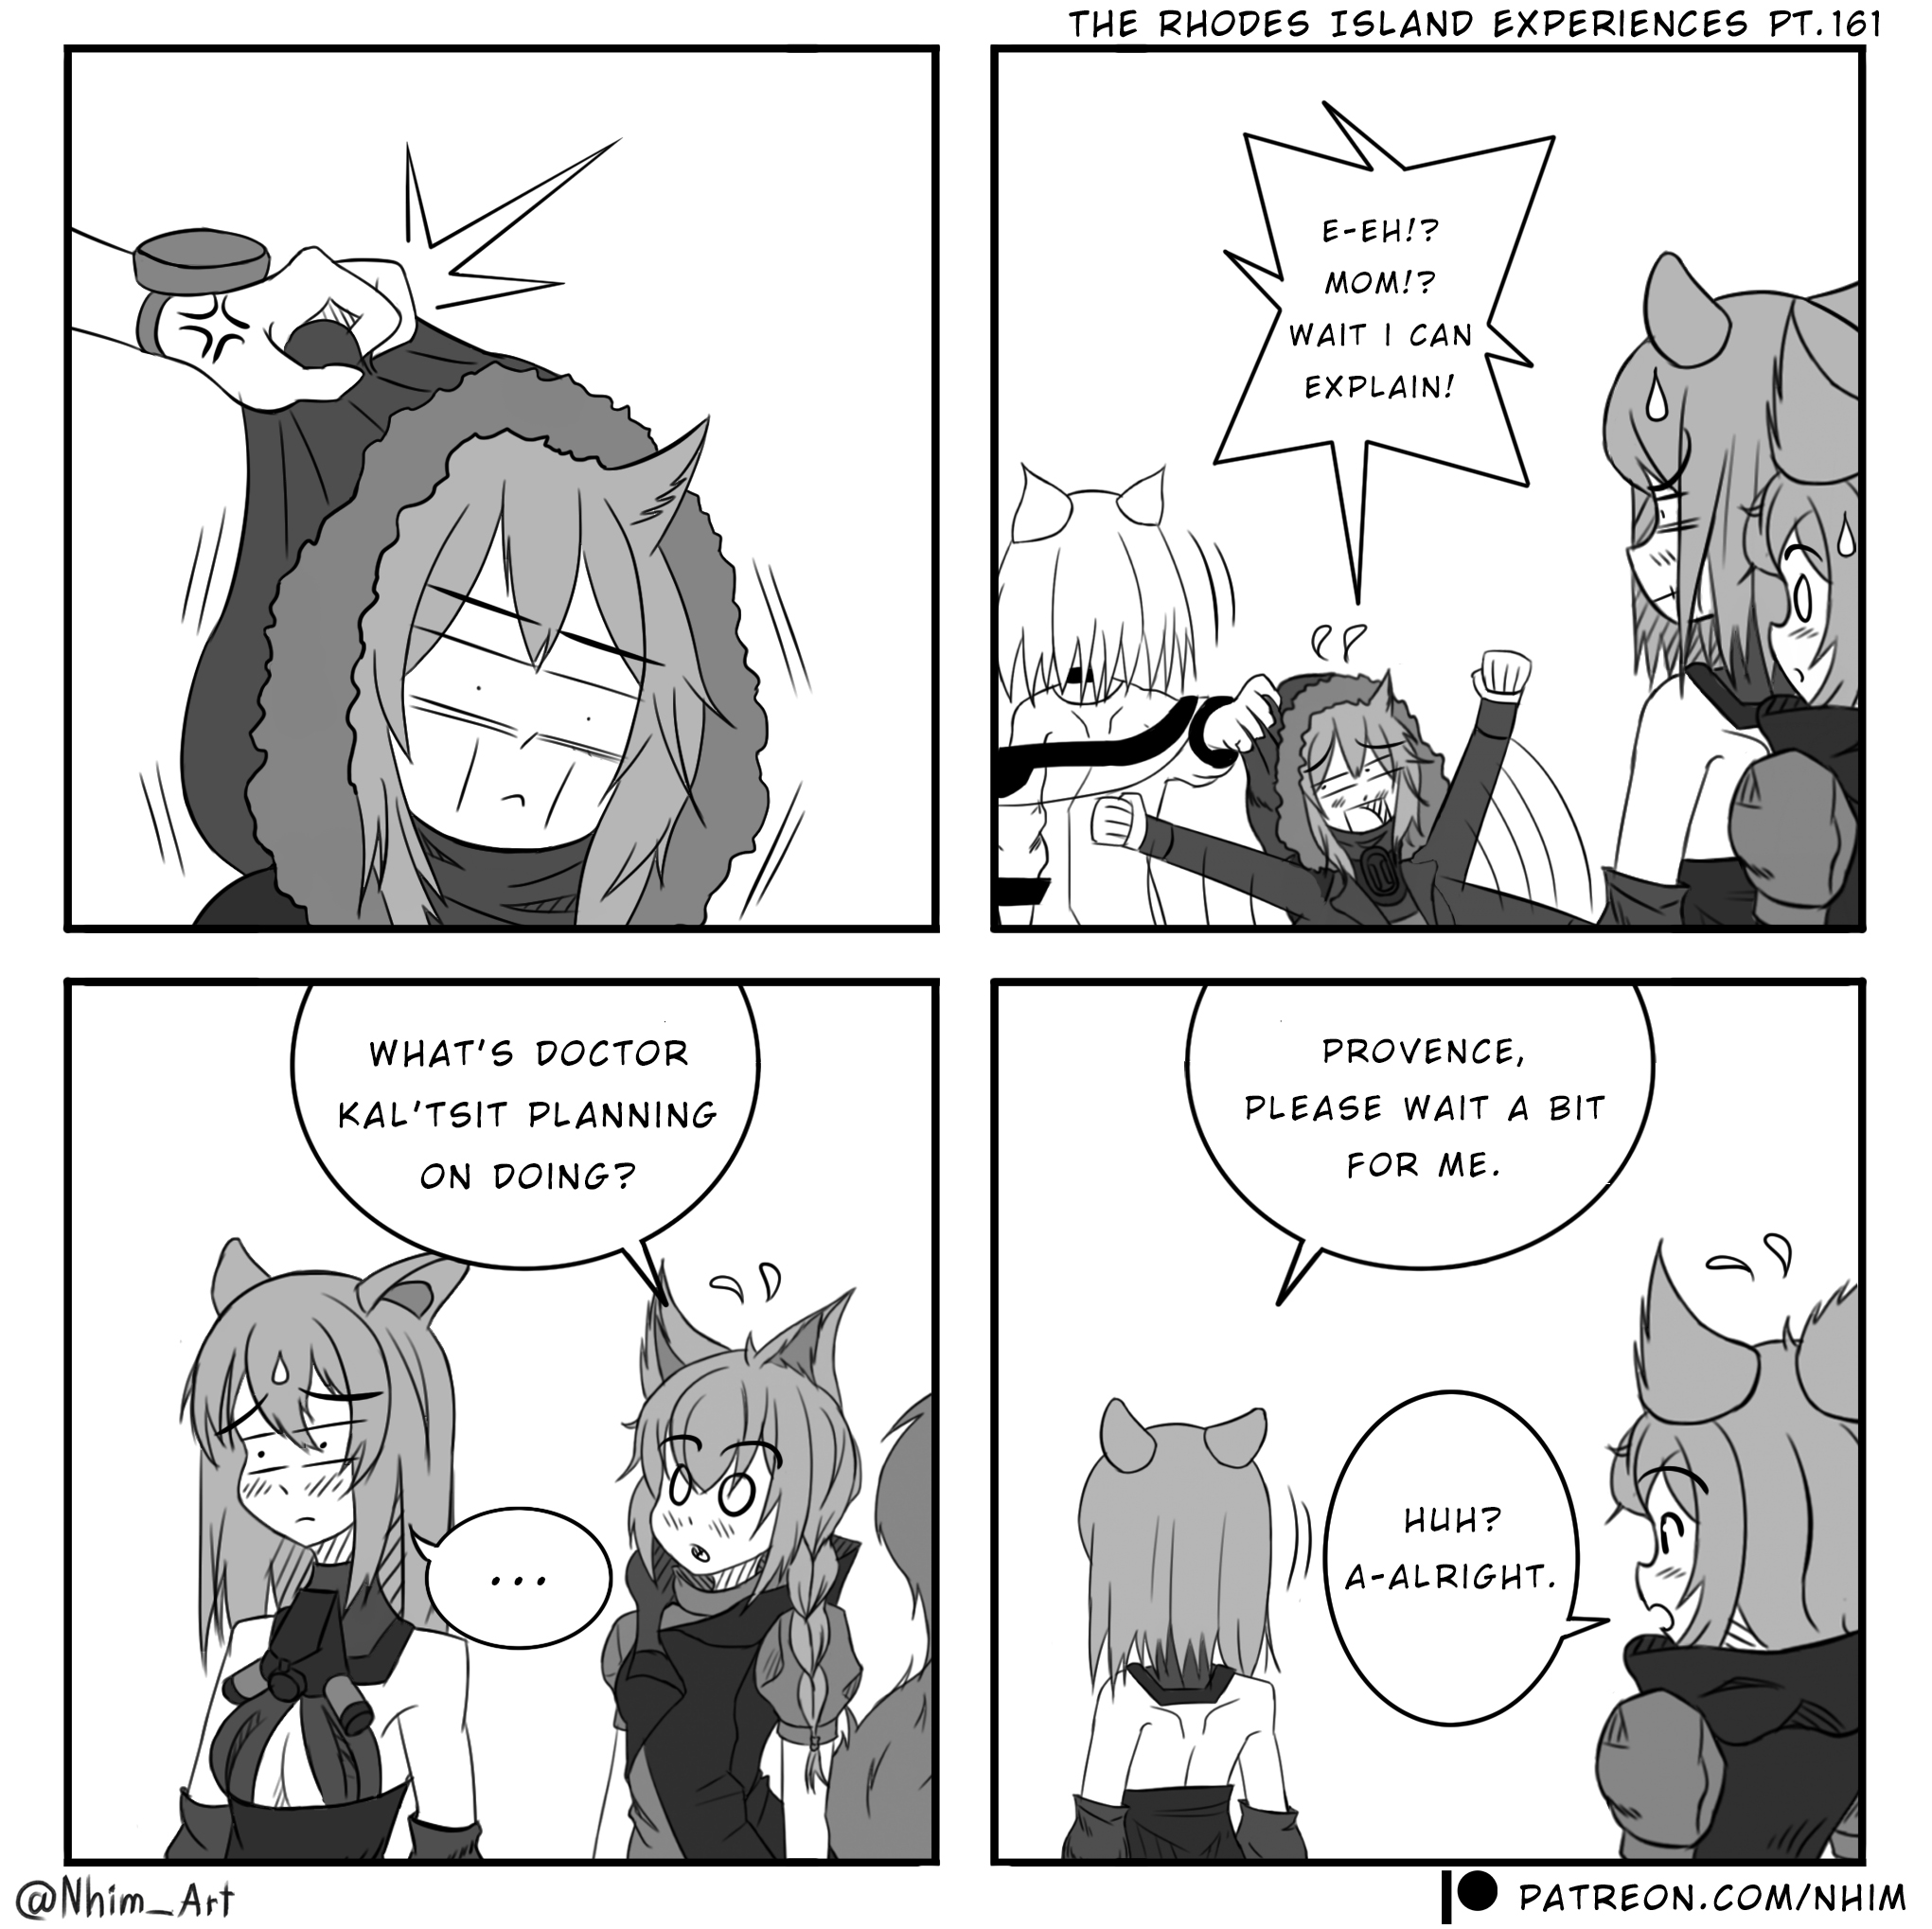 THE RHODES ISLAND EXPERIENCES PT.161
E-EH!?
MOM!?
WAIT I CAN
EXPLAIN!
WHAT'S DOCTOR
KAL'TSIT PLANNING
ON DOING?
...
PROVENCE,
PLEASE WAIT A BIT
FOR ME.
HUH?
A-ALRIGHT.
@Nhim_Art
PATREON.COM/NHIM